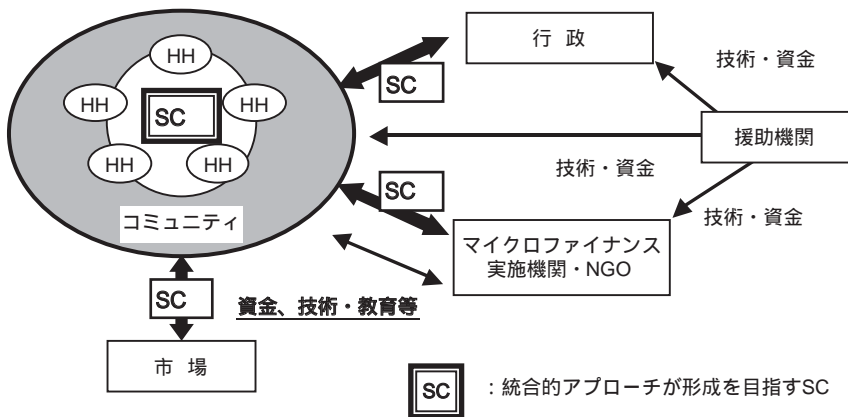 HH
HH
HH
SC
HH
HH
コミュニティ
SC
行 政
技術・資金
援助機関
技術・資金
SC
技術・資金
マイクロファイナンス
実施機関・NGO
SC
資金、技術・教育等
市 場
SC
：統合的アプローチが形成を目指すSC